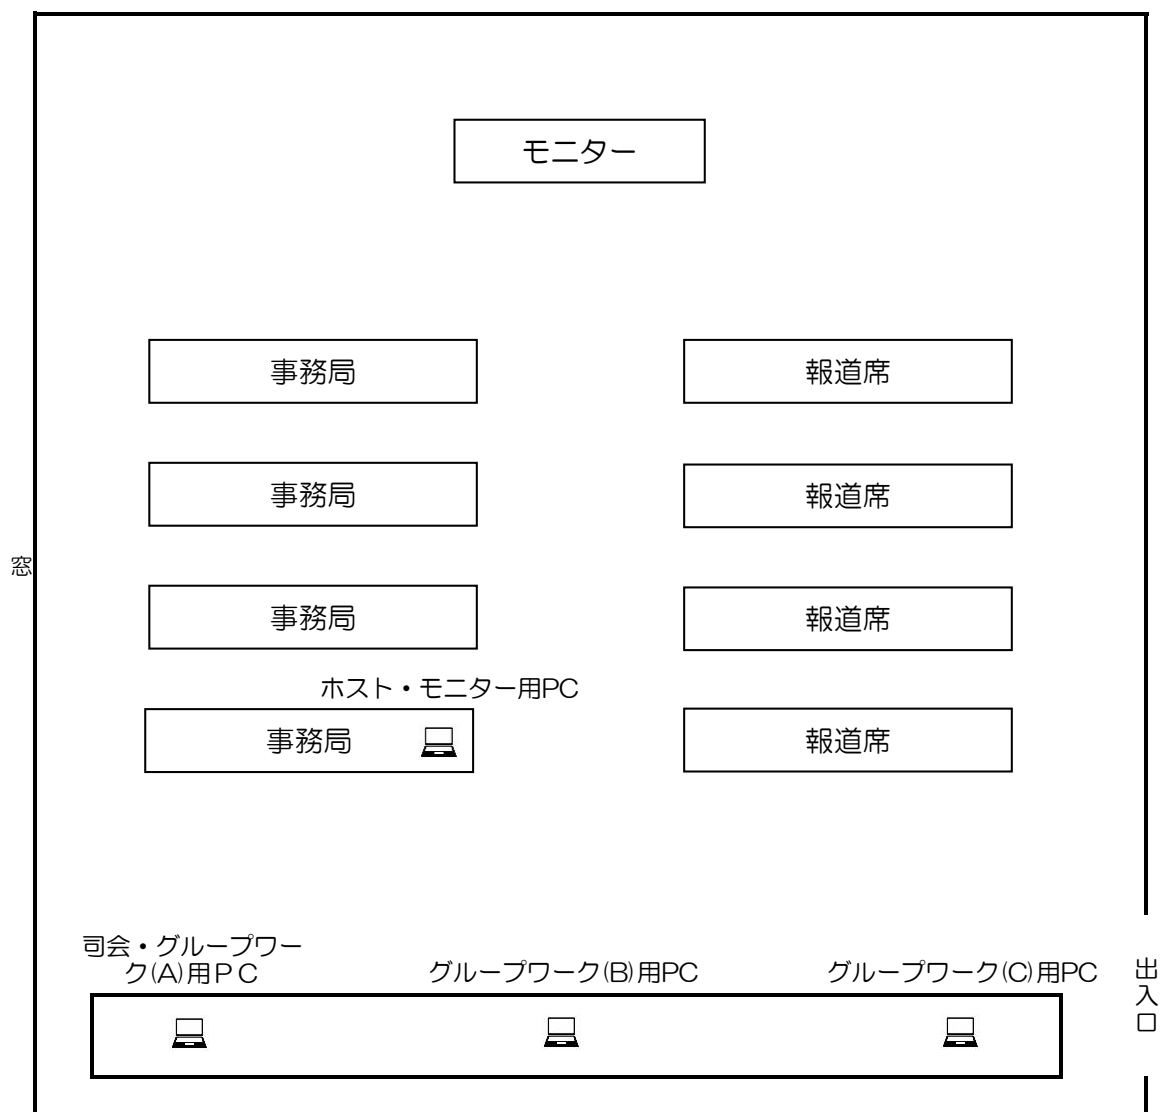 モニター
事務局
報道席
事務局
報道席
窓
事務局
報道席
ホスト・モニター用PC
事務局
報道席
司会・グループワー
ク(A)用ＰＣ
グループワーク(B)用PC
グループワーク(C)用PC
出入口